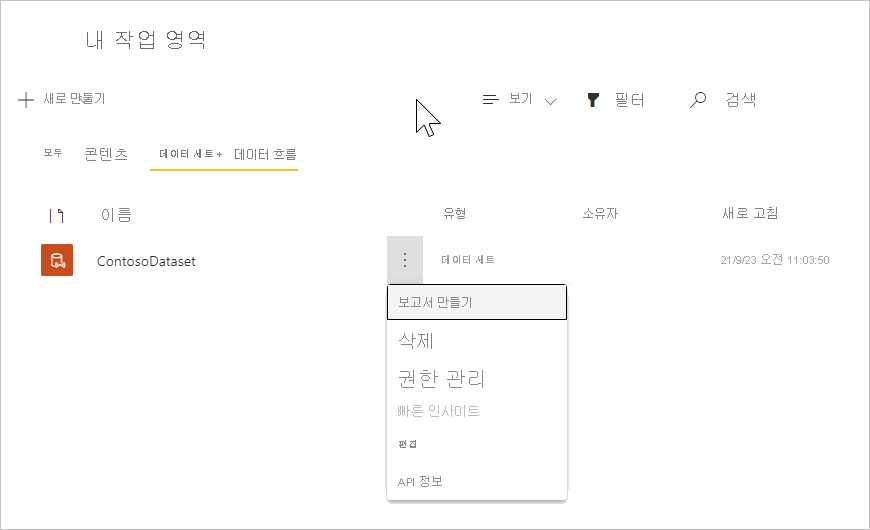 내 작업 영역
새로 만들기 보기 필터 검색
모두 콘텐츠 데이터 세트+ 데이터 흐름
이름 유형 소유자 새로 고침
ContosoDataset 데이터 세트 21/9/23 오전 11:03:50
보고서 만들기
삭제
권한 관리
빠른 인사이트
편집
API 정보